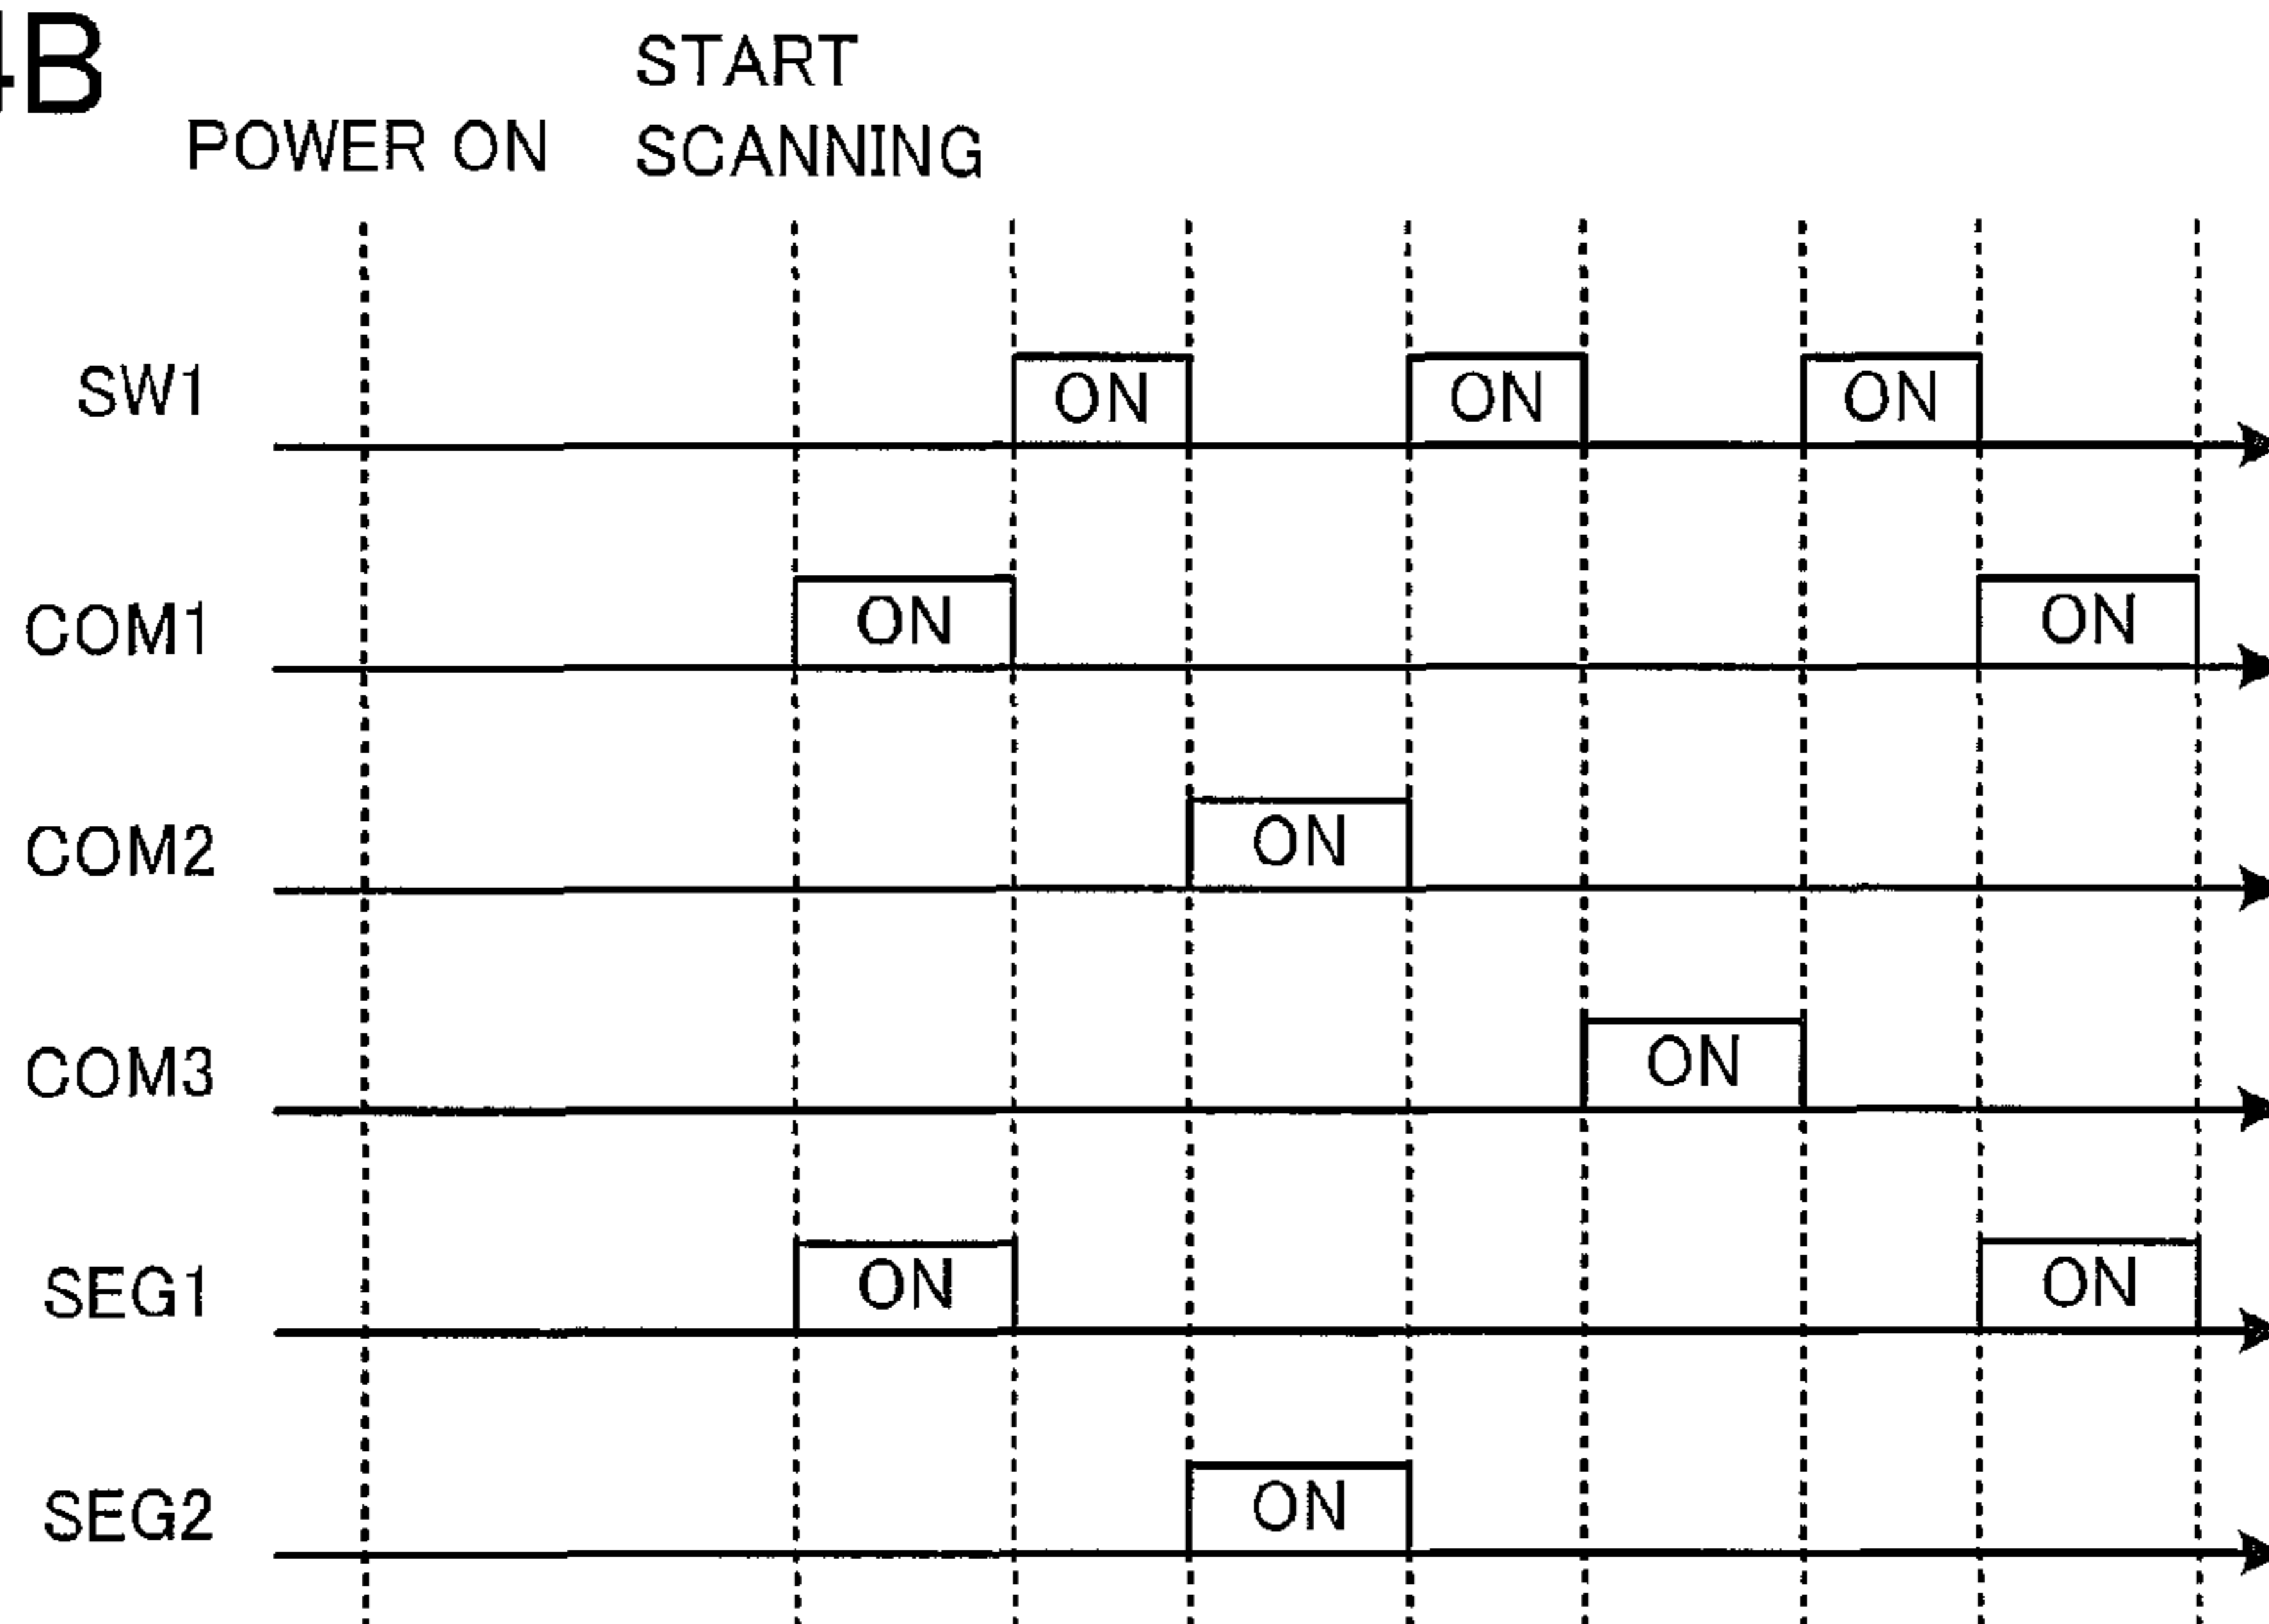 4B
START
POWER ON SCANNING
SW1 ON ON ON
COM1 ON ON
COM2 ON
COM3 ON
SEG1 ON ON
SEG2 ON